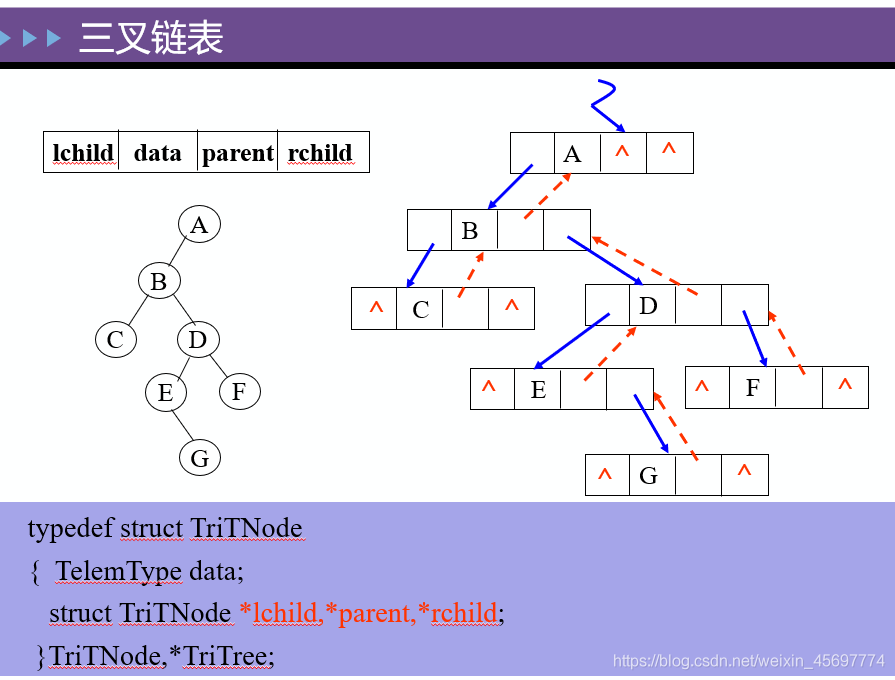 三叉链表
lchild data parent rchild
A
B
C D
E F
G
A ^ ^
B
^ C ^
D
^ E
^ F ^
^ G ^
typedef struct TriTNode
{ TelemType data;
struct TriTNode *lchild,*parent,*rchild;
}TriTNode,*TriTree;
https://blog.csdn.net/weixin_45697774